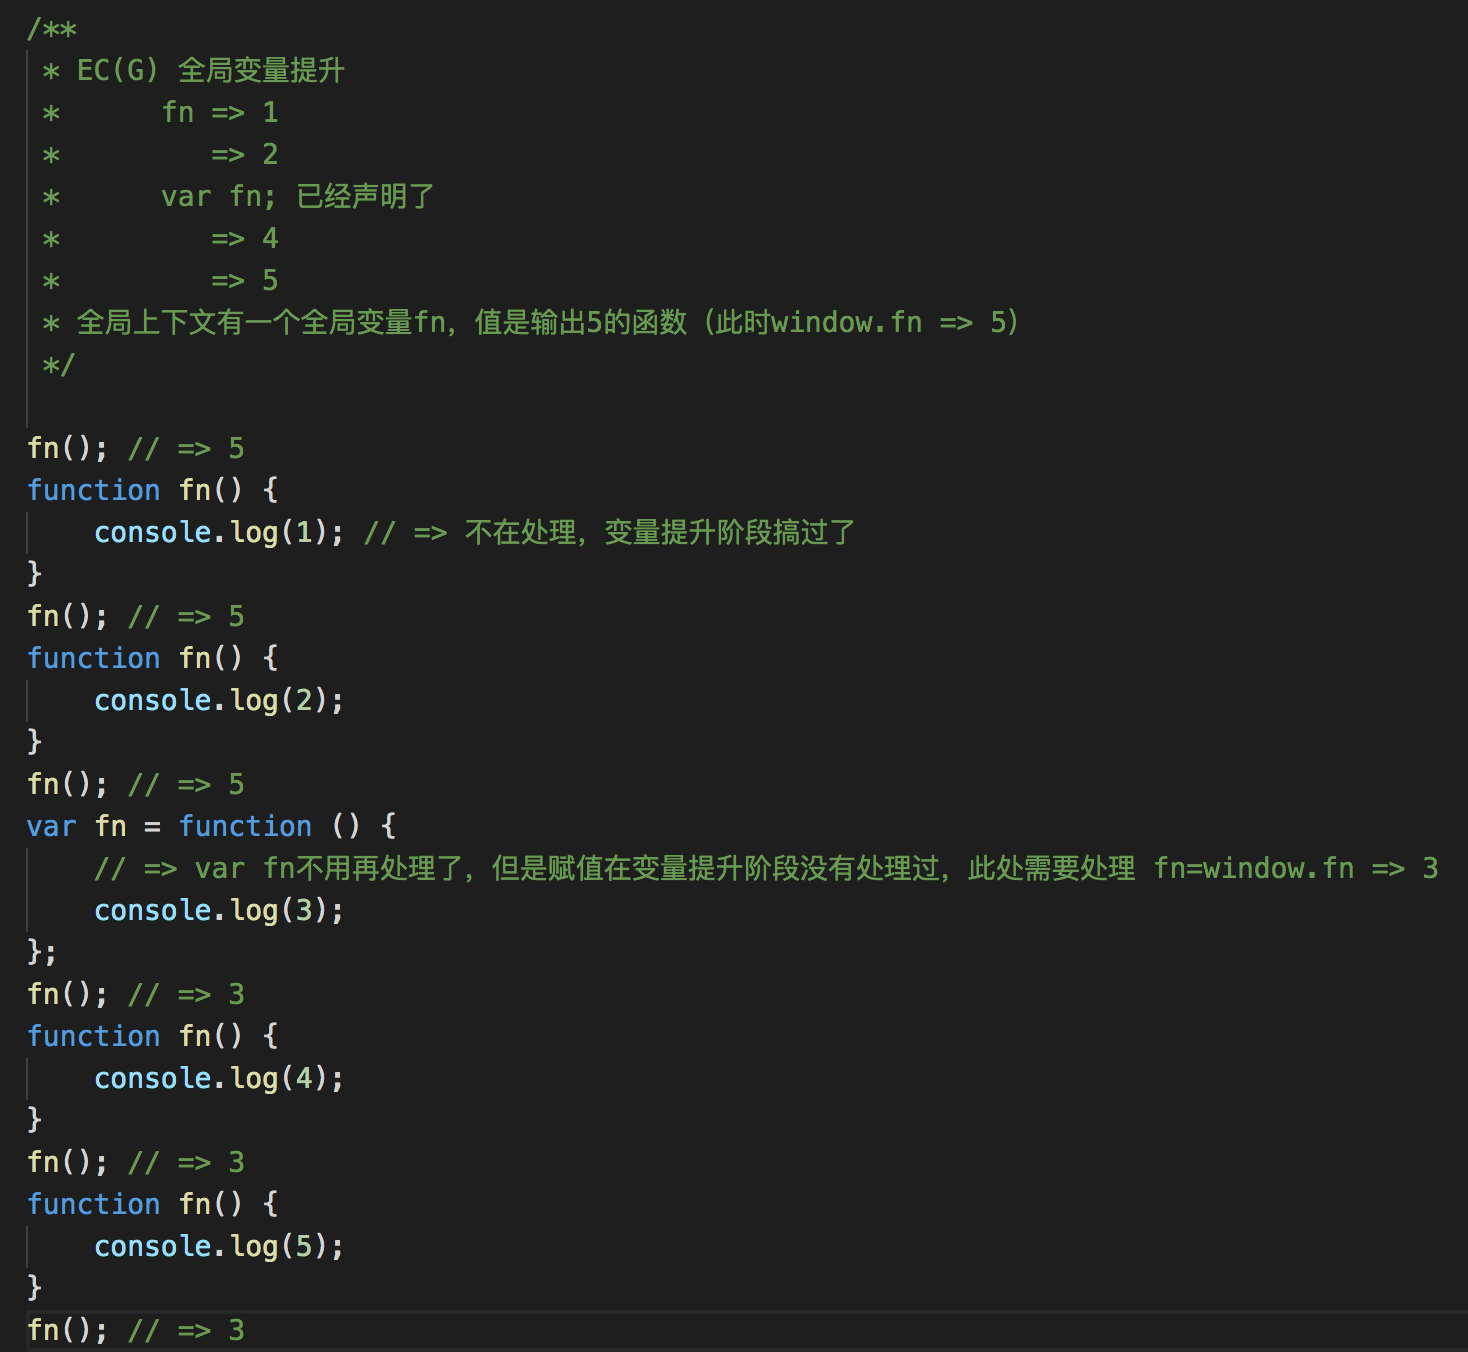 /**
 * EC(G) 全局变量提升
 *      fn => 1
 *         => 2
 *      var fn; 已经声明了
 *         => 4
 *         => 5
 * 全局上下文有一个全局变量fn，值是输出5的函数（此时window.fn => 5）
 */
fn(); // => 5
function fn() {
    console.log(1); // => 不在处理，变量提升阶段搞过了
}
fn(); // => 5
function fn() {
    console.log(2);
}
fn(); // => 5
var fn = function () {
    // => var fn不用再处理了，但是赋值在变量提升阶段没有处理过，此处需要处理 fn=window.fn => 3
    console.log(3);
};
fn(); // => 3
function fn() {
    console.log(4);
}
fn(); // => 3
function fn() {
    console.log(5);
}
fn(); // => 3